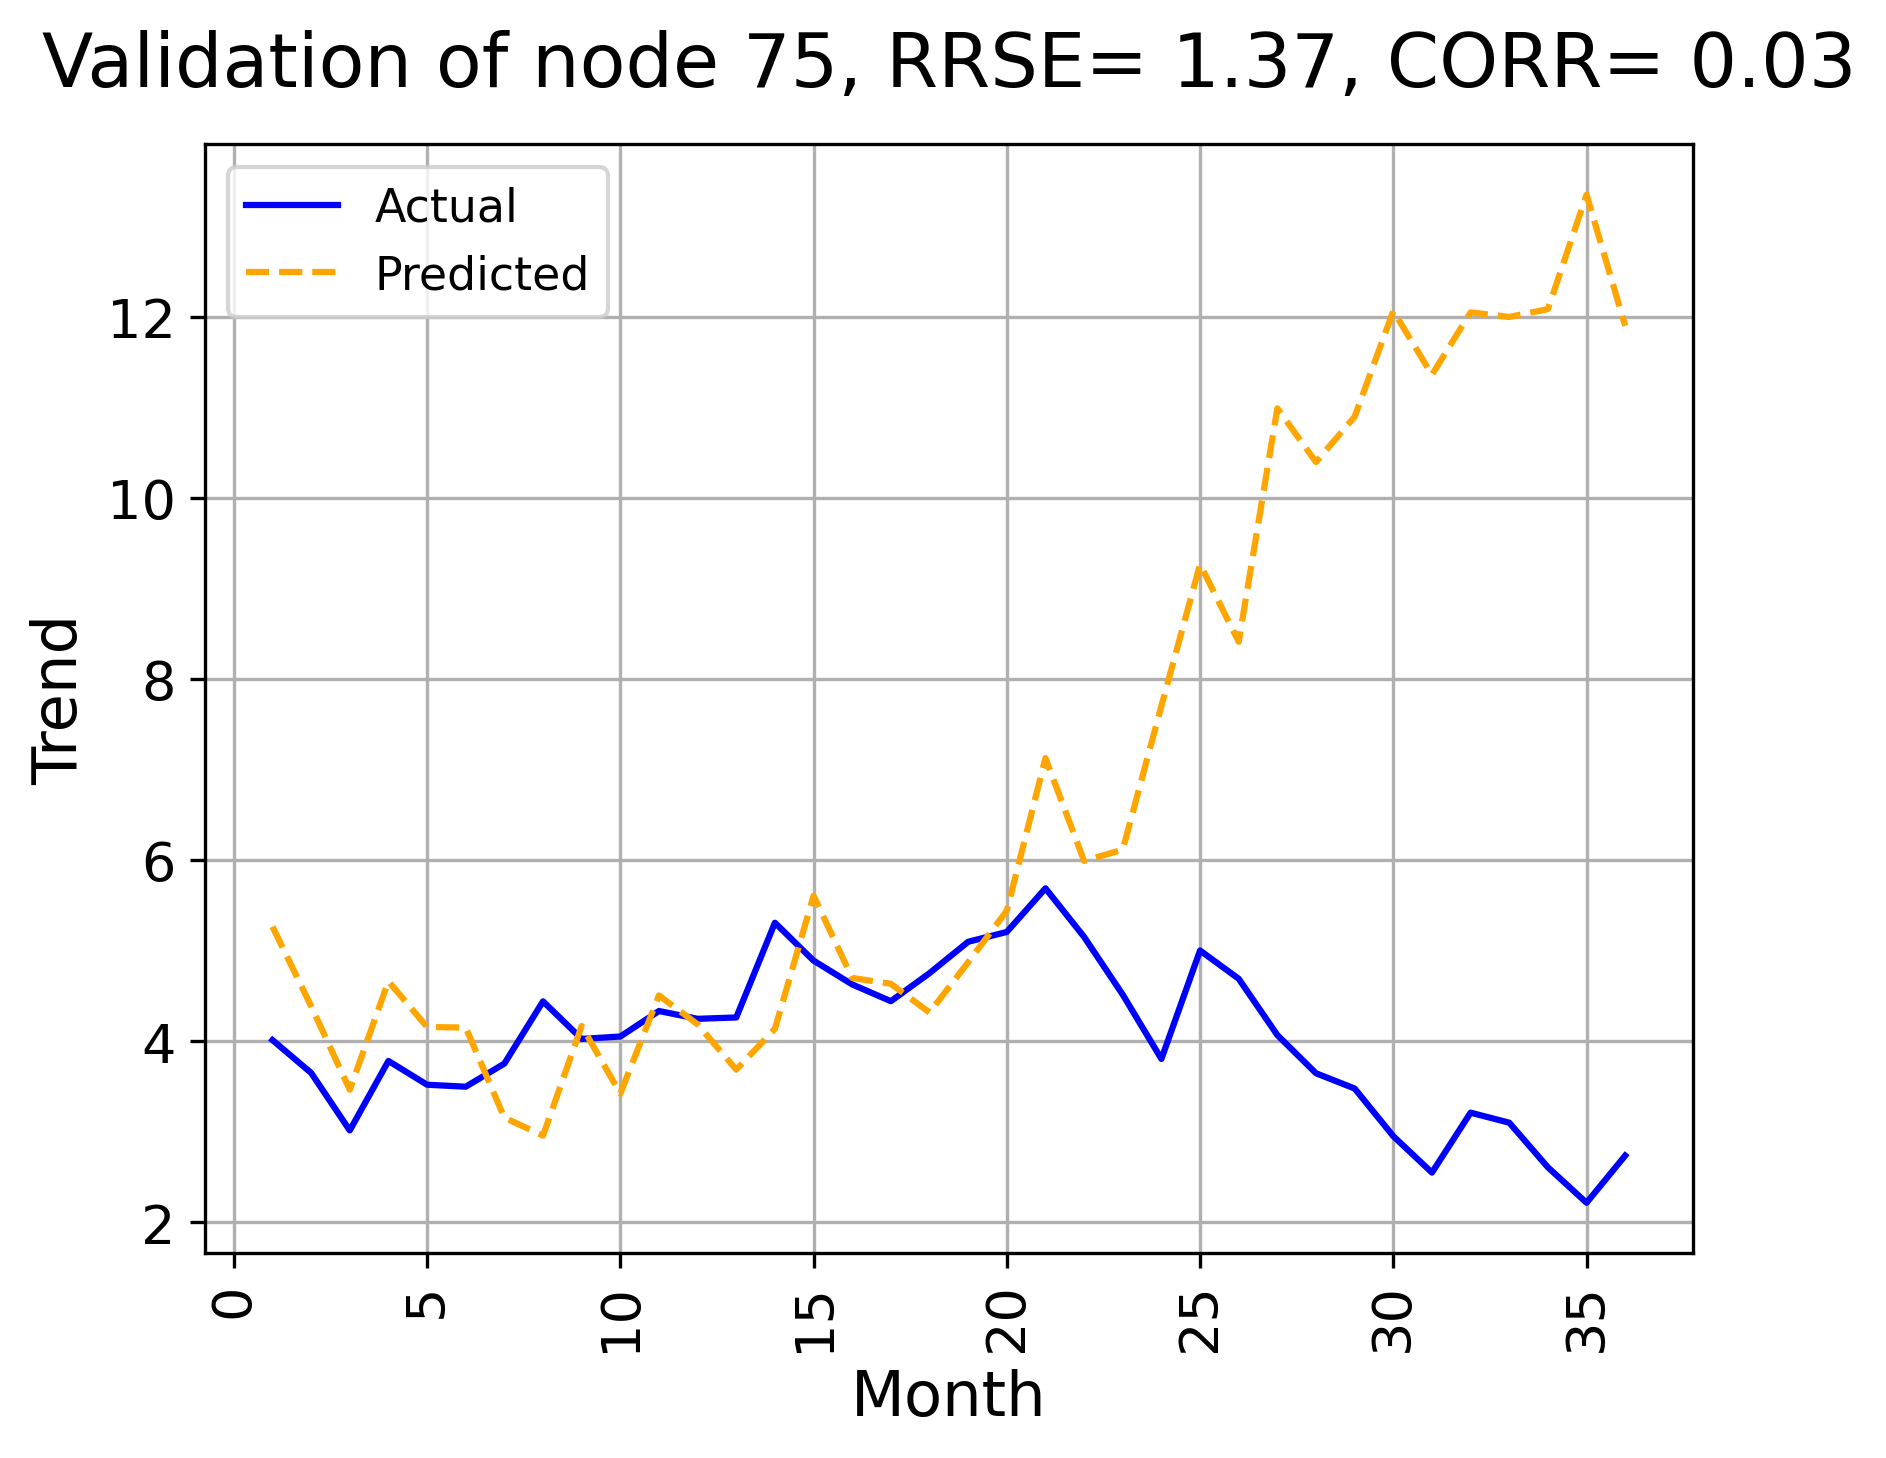 Validation of node 75, RRSE= 1.37, CORR= 0.03
Actual
Predicted
12
10
8
6
4
2
Trend
0
5
10
15
20
25
30
35
Month